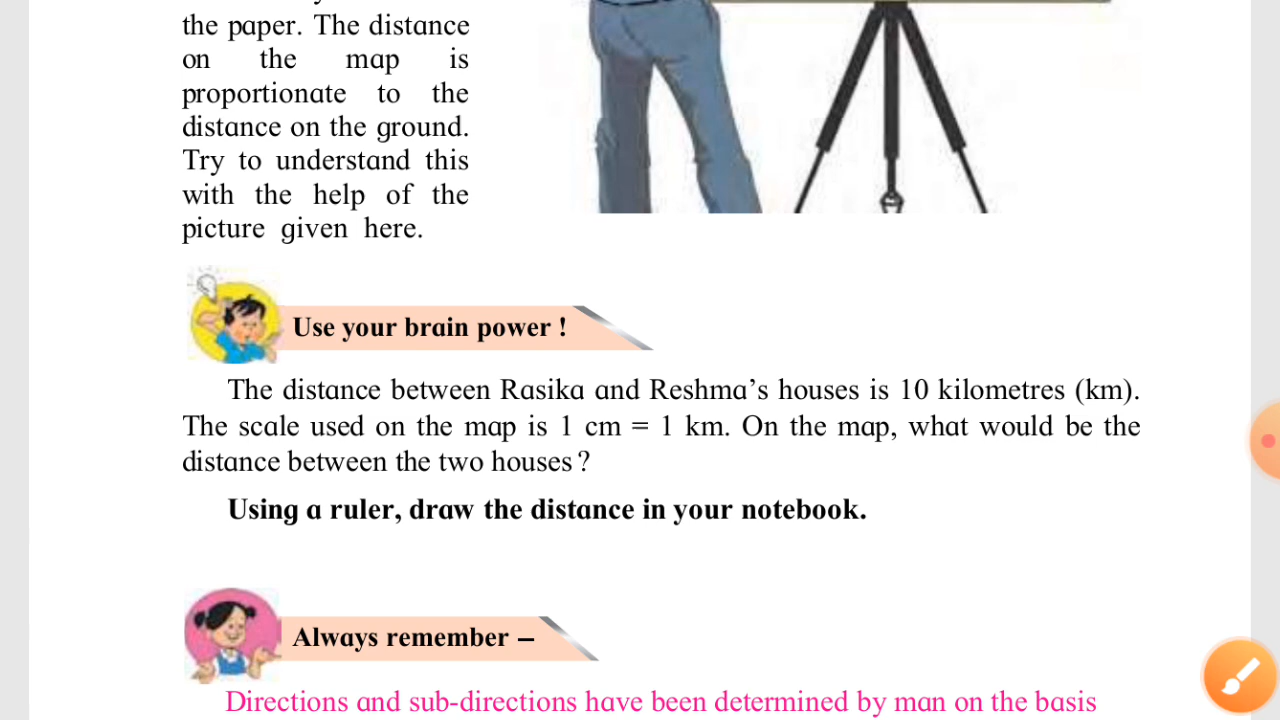 the paper. The distance
on the map is
proportionate to the
distance on the ground.
Try to understand this
with the help of the
picture given here.
Use your brain power !
The distance between Rasika and Reshma's houses is 10 kilometres (km).
The scale used on the map is 1 cm = 1 km. On the map, what would be the
distance between the two houses ?
Using a ruler, draw the distance in your notebook.
Always remember –
Directions and sub-directions have been determined by man on the basis